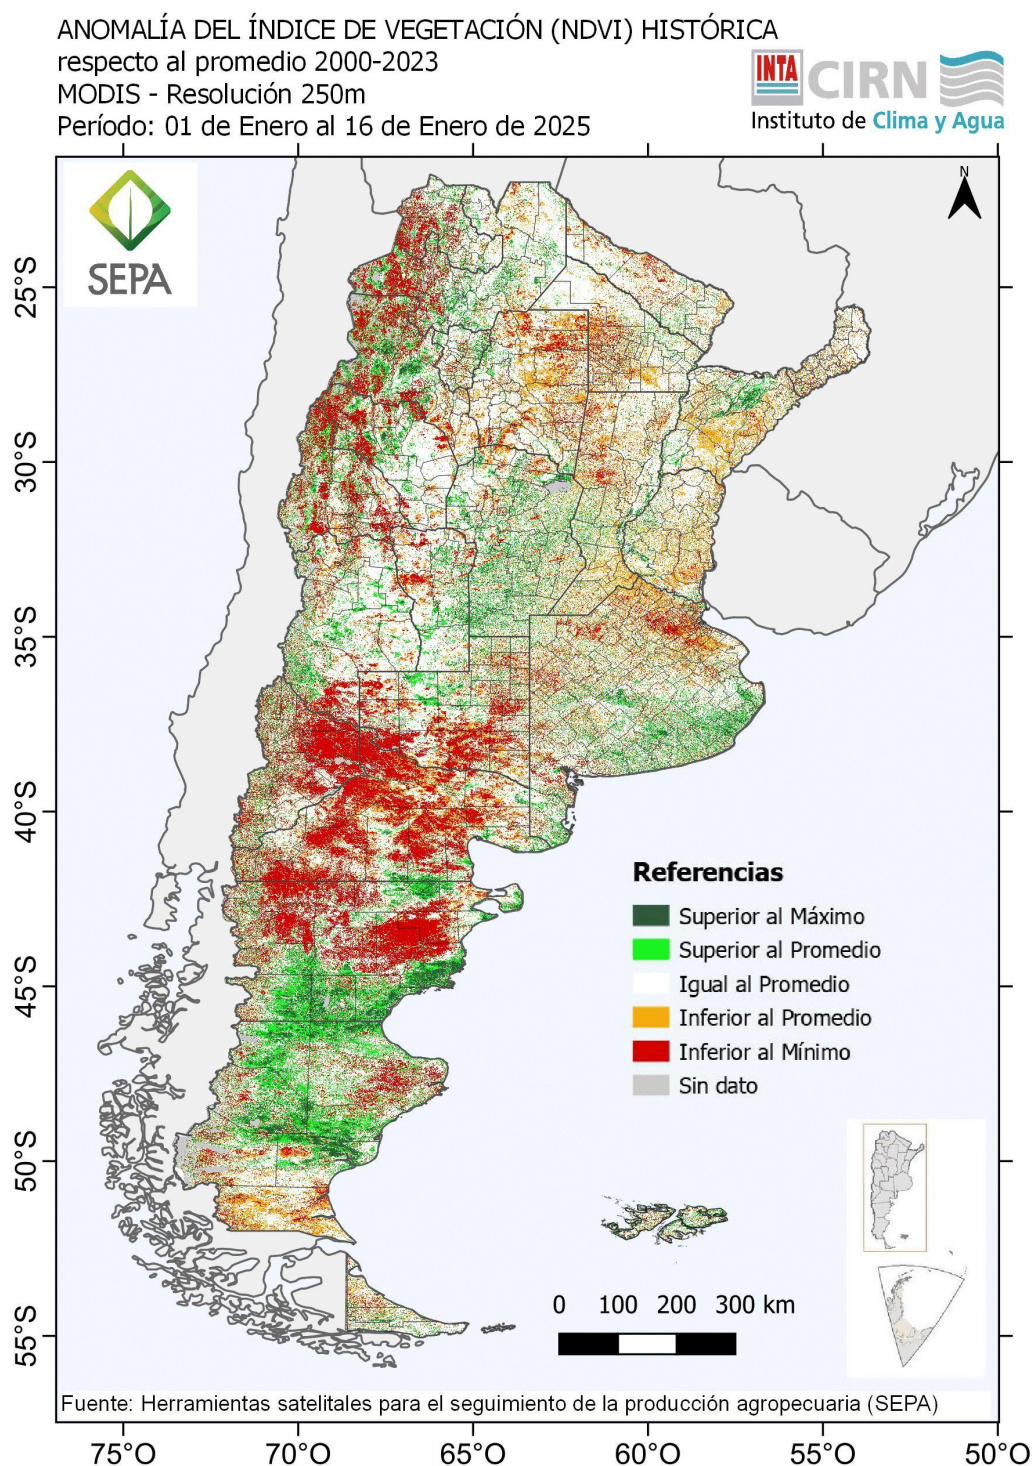 ANOMALÍA DEL ÍNDICE DE VEGETACIÓN (NDVI) HISTÓRICA
respecto al promedio 2000-2023
MODIS - Resolución 250m
Período: 01 de Enero al 16 de Enero de 2025
INTA CIRN
Instituto de Clima y Agua
SEPA
N
25°S
30°S
35°S
40°S
45°S
50°S
55°S
Referencias
Superior al Máximo
Superior al Promedio
Igual al Promedio
Inferior al Promedio
Inferior al Mínimo
Sin dato
0 100 200 300 km
Fuente: Herramientas satelitales para el seguimiento de la producción agropecuaria (SEPA)
75°O 70°O 65°O 60°O 55°O 50°O